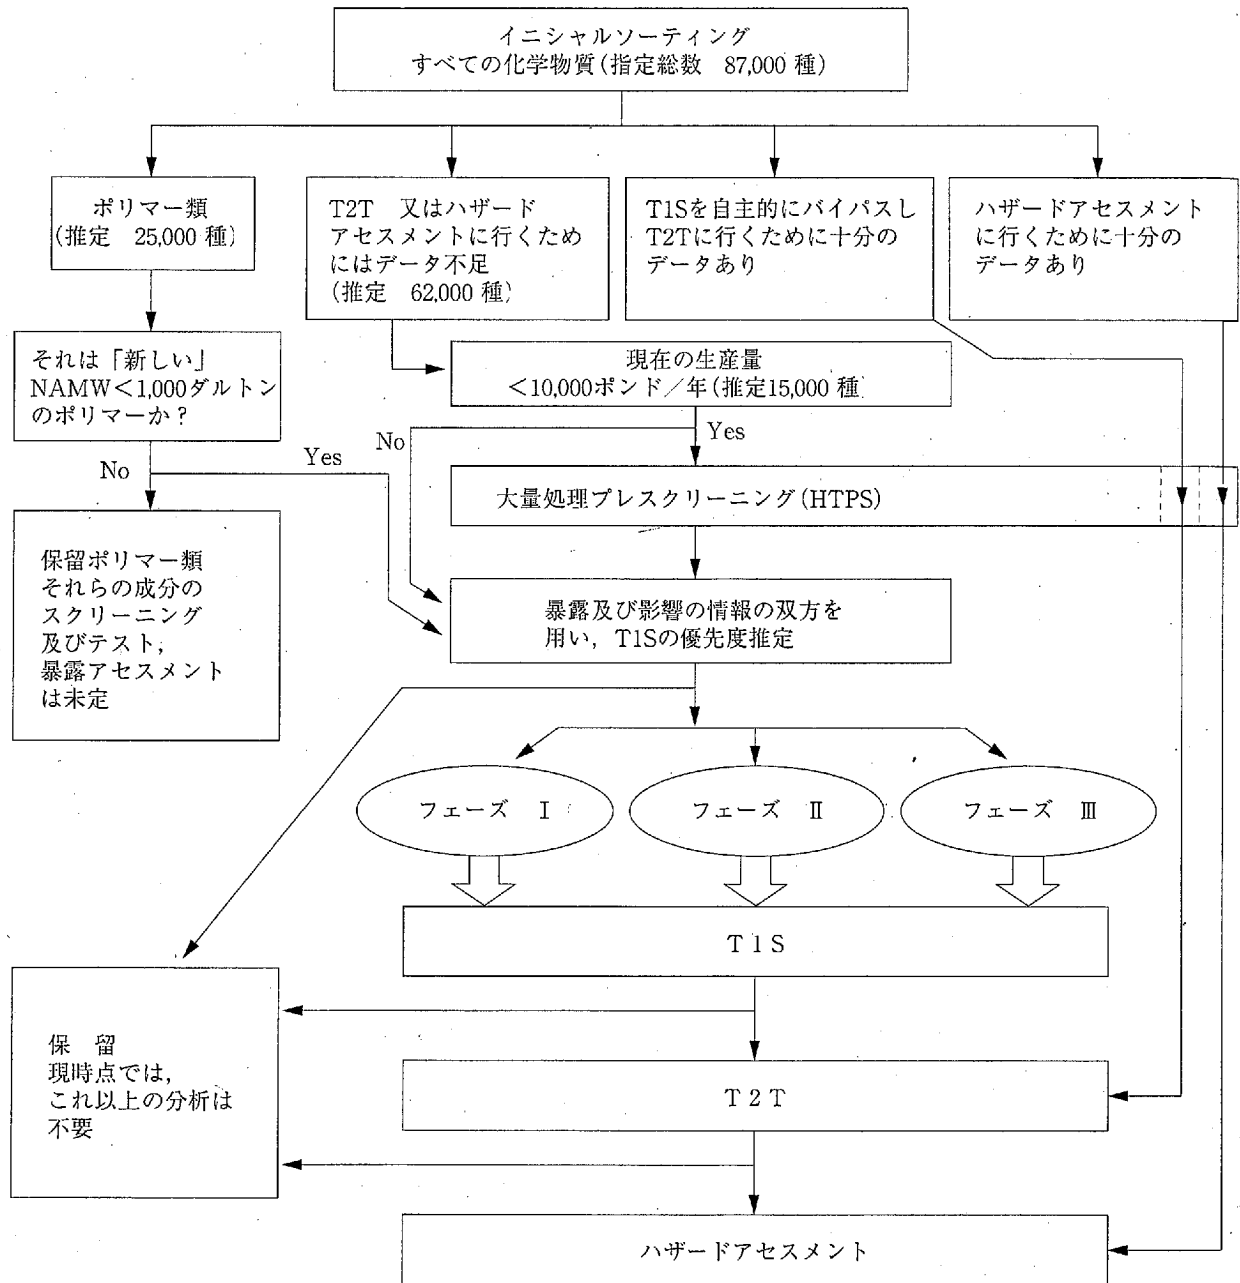 イニシャルソーティング
すべての化学物質(指定総数 87,000 種)
ポリマー類
(推定 25,000 種)
T2T 又はハザード
アセスメントに行くため
にはデータ不足
(推定 62,000 種)
T1Sを自主的にバイパスし
T2Tに行くために十分の
データあり
ハザードアセスメント
に行くために十分の
データあり
それは「新しい」
NAMW<1,000ダルトン
のポリマーか?
現在の生産量
<10,000ポンド/年(推定15,000 種
No
Yes
No
Yes
大量処理プレスクリーニング(HTPS)
保留ポリマー類
それらの成分の
スクリーニング
及びテスト,
暴露アセスメント
は未定
暴露及び影響の情報の双方を
用い,T1Sの優先度推定
フェーズ Ⅰ
フェーズ Ⅱ
フェーズ Ⅲ
T1S
保 留
現時点では,
これ以上の分析は
不要
T2T
ハザードアセスメント